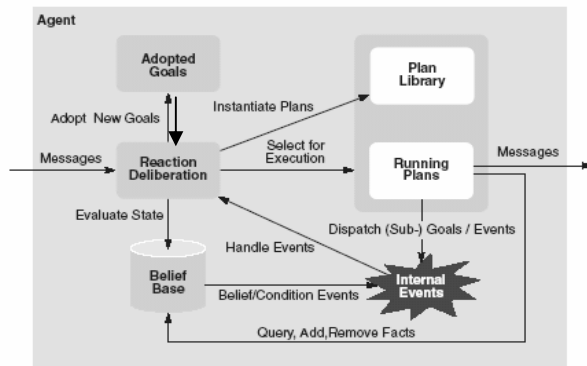 Agent
Adopted
Goals
Plan
Library
Instantiate Plans
Adopt New Goals
Messages
Reaction
Deliberation
Select for
Execution
Running
Plans
Messages
Evaluate State
Dispatch (Sub-) Goals / Events
Handle Events
Belief
Base
Internal
Events
Belief/Condition Events
Query, Add,Remove Facts